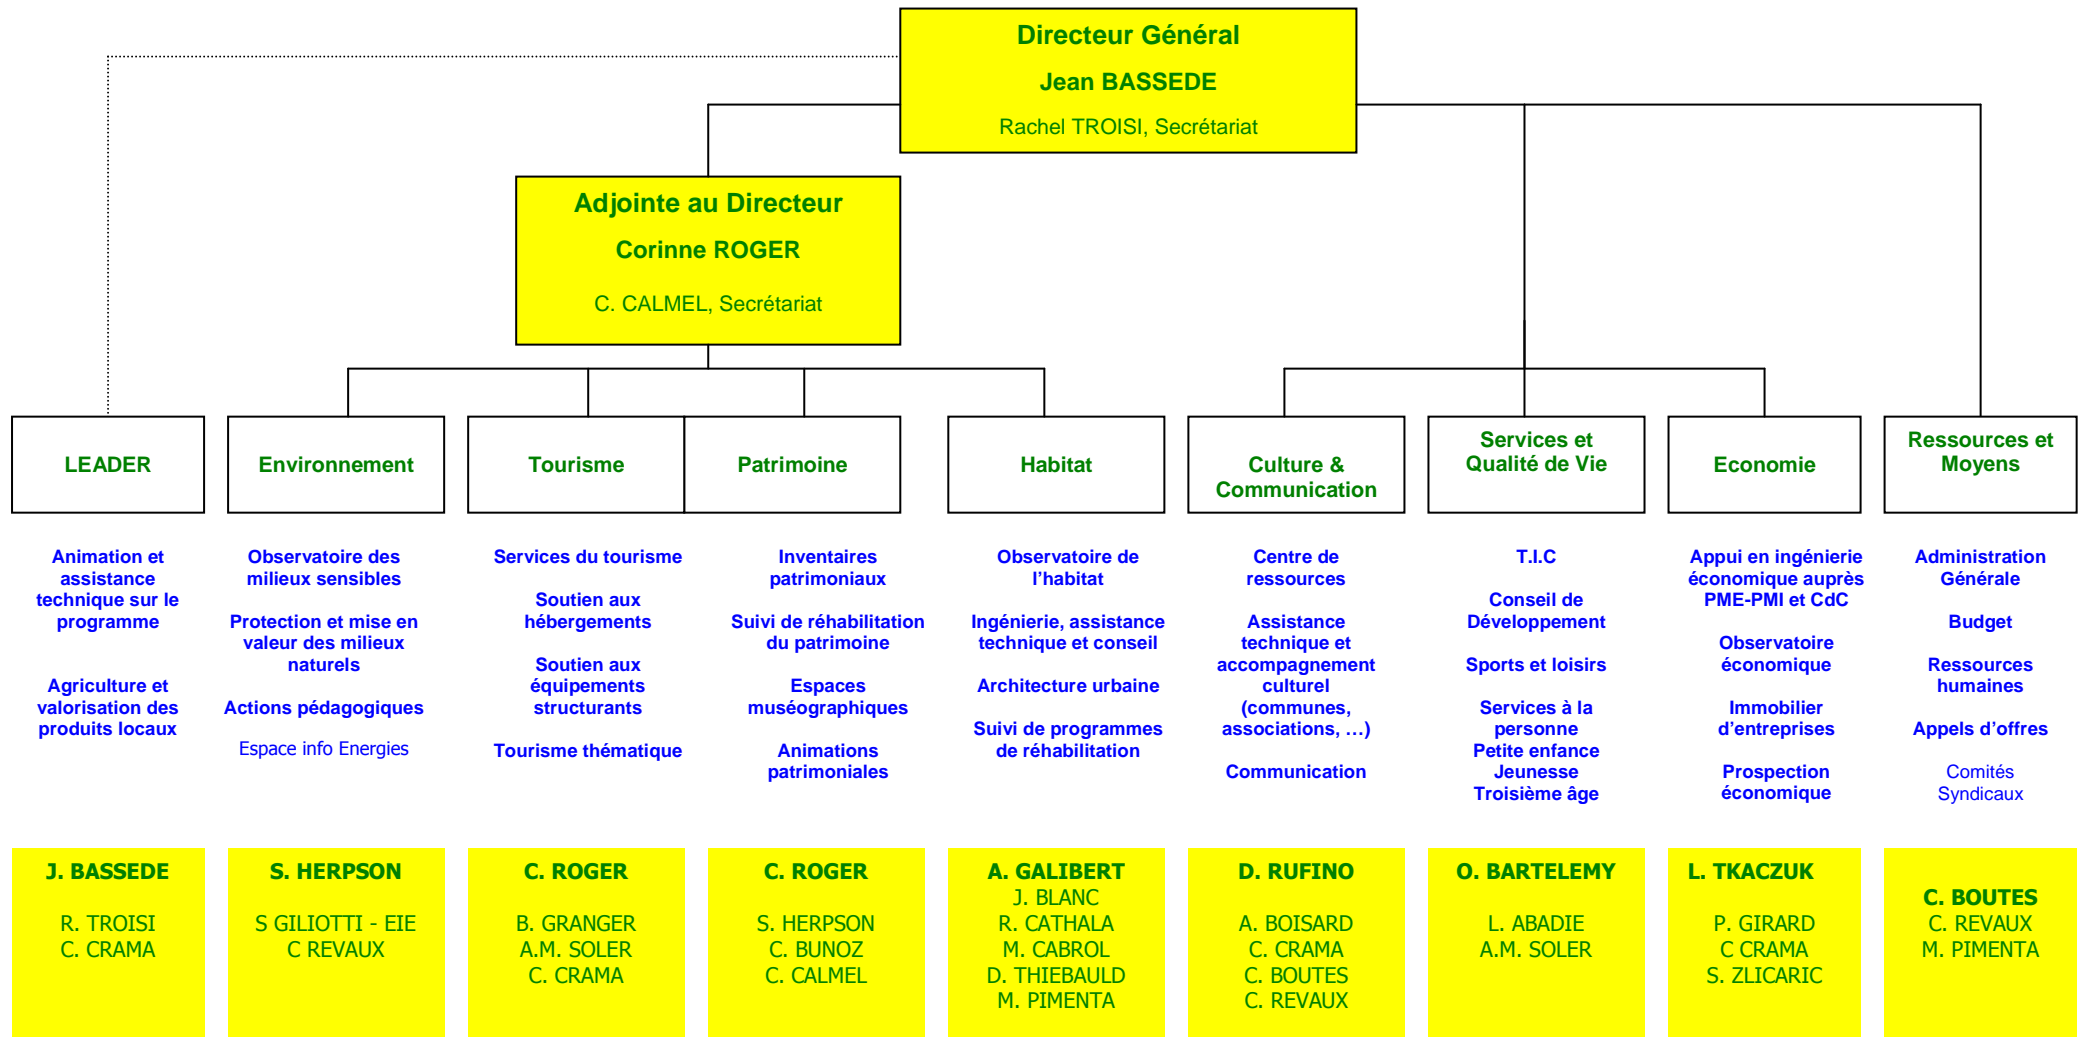 Directeur Général
Jean BASSEDE
Rachel TROISI, Secrétariat
Adjointe au Directeur
Corinne ROGER
C. CALMEL, Secrétariat
LEADER
Environnement
Tourisme
Patrimoine
Habitat
Culture &
Communication
Services et
Qualité de Vie
Economie
Ressources et
Moyens
Animation et
assistance
technique sur le
programme
Agriculture et
valorisation des
produits locaux
Observatoire des
milieux sensibles
Protection et mise en
valeur des milieux
naturels
Actions pédagogiques
Espace info Energies
Services du tourisme
Soutien aux
hébergements
Soutien aux
équipements
structurants
Tourisme thématique
Inventaires
patrimoniaux
Suivi de réhabilitation
du patrimoine
Espaces
muséographiques
Animations
patrimoniales
Observatoire de
l’habitat
Ingénierie, assistance
technique et conseil
Architecture urbaine
Suivi de programmes
de réhabilitation
Centre de
ressources
Assistance
technique et
accompagnement
culturel
(communes,
associations, …)
Communication
T.I.C
Conseil de
Développement
Sports et loisirs
Services à la
personne
Petite enfance
Jeunesse
Troisième âge
Appui en ingénierie
économique auprès
PME-PMI et CdC
Observatoire
économique
Immobilier
d’entreprises
Prospection
économique
Administration
Générale
Budget
Ressources
humaines
Appels d’offres
Comités
Syndicaux
J. BASSEDE
R. TROISI
C. CRAMA
S. HERPSON
S GILIOTTI - EIE
C REVAUX
C. ROGER
B. GRANGER
A.M. SOLER
C. CRAMA
C. ROGER
S. HERPSON
C. BUNOZ
C. CALMEL
A. GALIBERT
J. BLANC
R. CATHALA
M. CABROL
D. THIEBAULD
M. PIMENTA
D. RUFINO
A. BOISARD
C. CRAMA
C. BOUTES
C. REVAUX
O. BARTELEMY
L. ABADIE
A.M. SOLER
L. TKACZUK
P. GIRARD
C CRAMA
S. ZLICARIC
C. BOUTES
C. REVAUX
M. PIMENTA